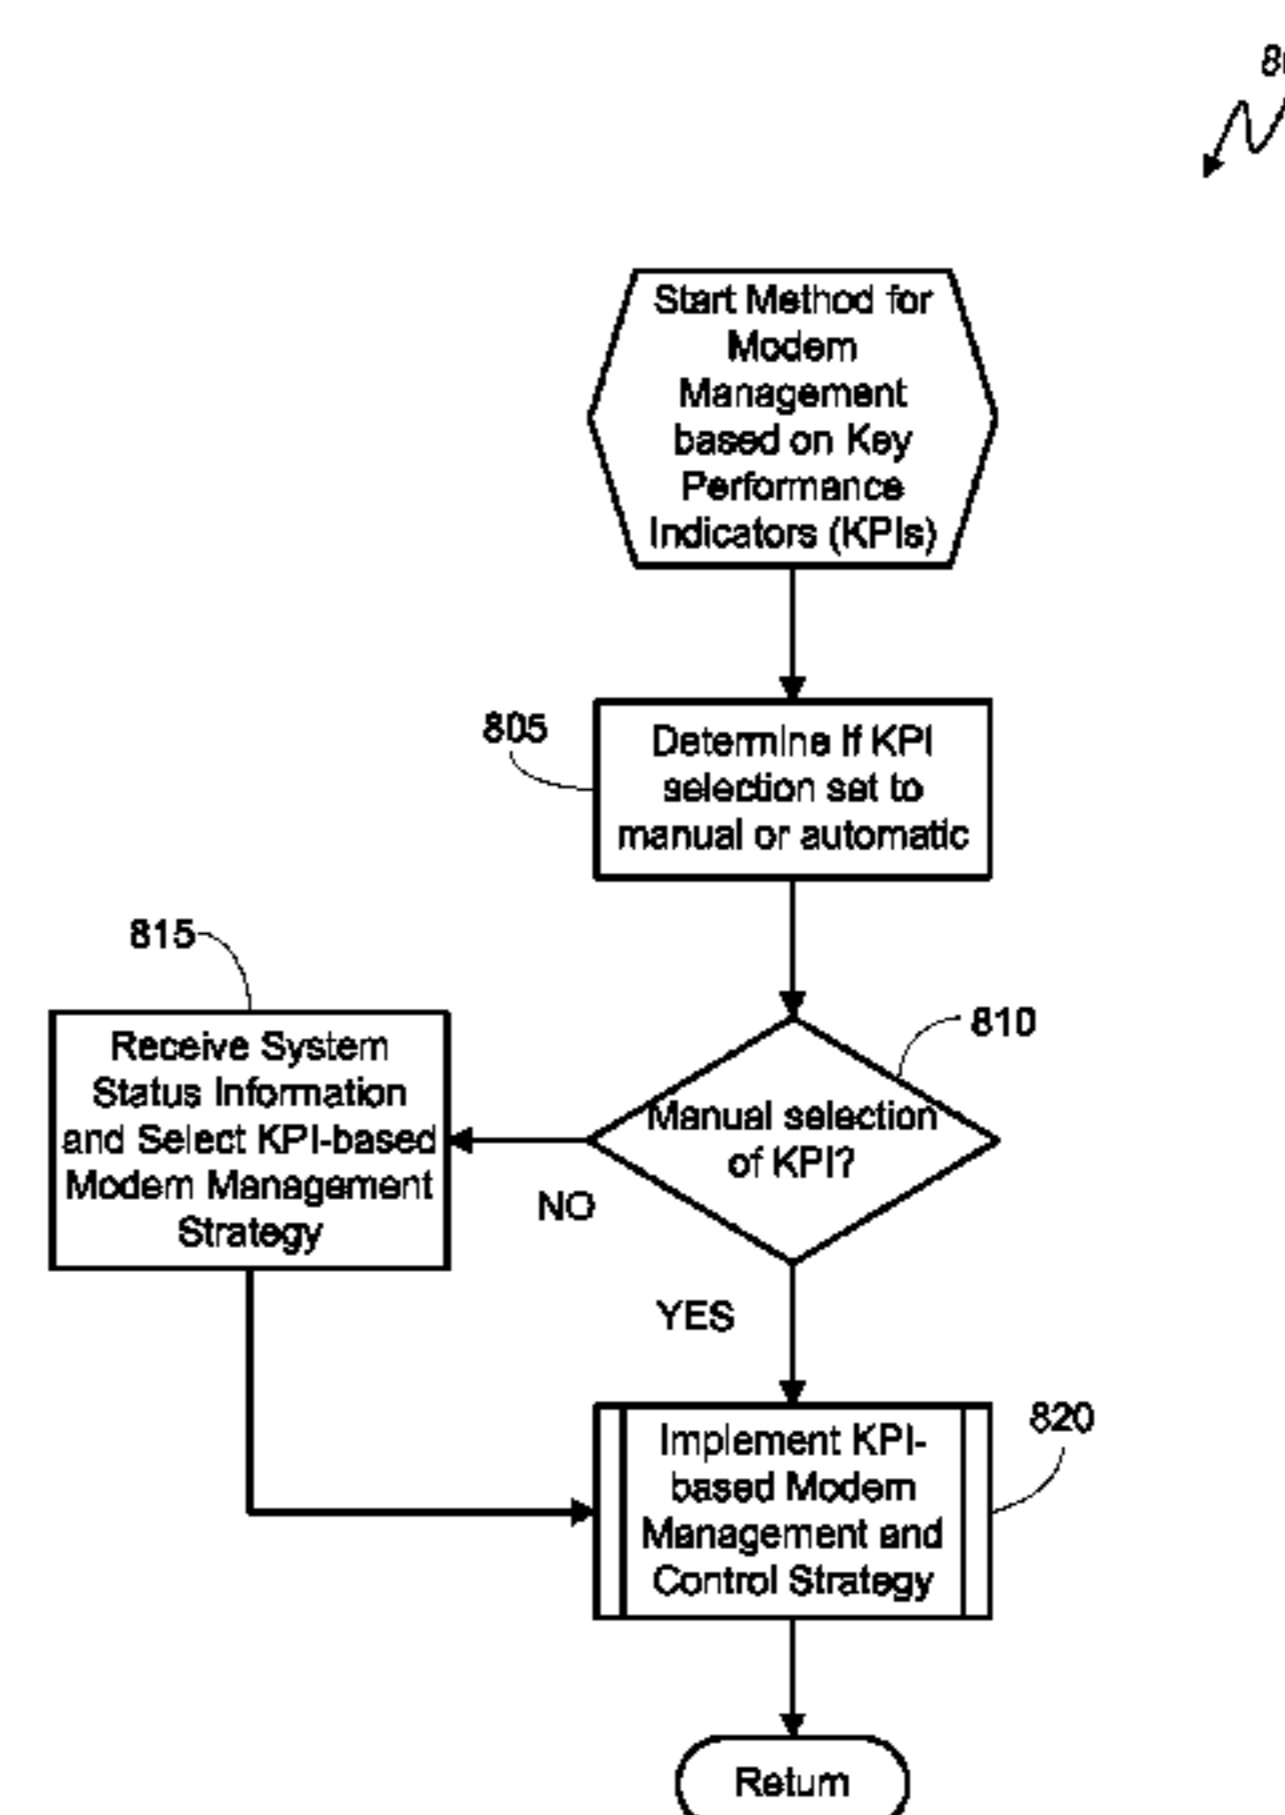 Start Method for
Modem
Management
based on Key
Performance
Indicators (KPIs)
805
Determine if KPI
selection set to
manual or automatic
815
Receive System
Status Information
and Select KPI-based
Modem Management
Strategy
810
Manual selection
of KPI?
NO
YES
820
Implement KPI-
based Modem
Management and
Control Strategy
Return